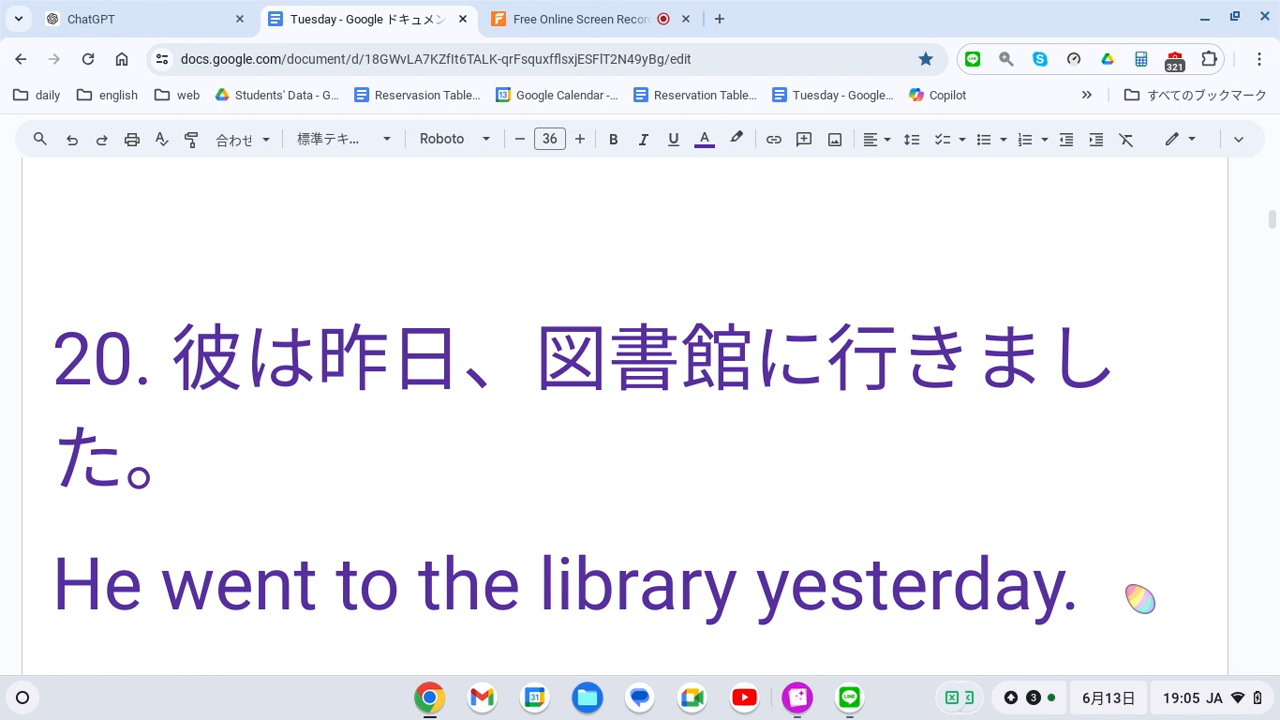 ChatGPT
Tuesday - Google ドキュメン
Free Online Screen Recor
docs.google.com/document/d/18GWv1A7KZfIt6TALK-qrFsquxfflsxjESFlT2N49yBg/edit
321
daily
english
web
Students' Data - G...
Reservasion Table...
Google Calendar -...
Reservation Table...
Tuesday - Google...
Copilot
すべてのブックマーク
合わせ
標準テキ...
Roboto
36
B
I
U
A
20. 彼は昨日、図書館に行きまし
た。
He went to the library yesterday.
31
3
6月13日
19:05 JA